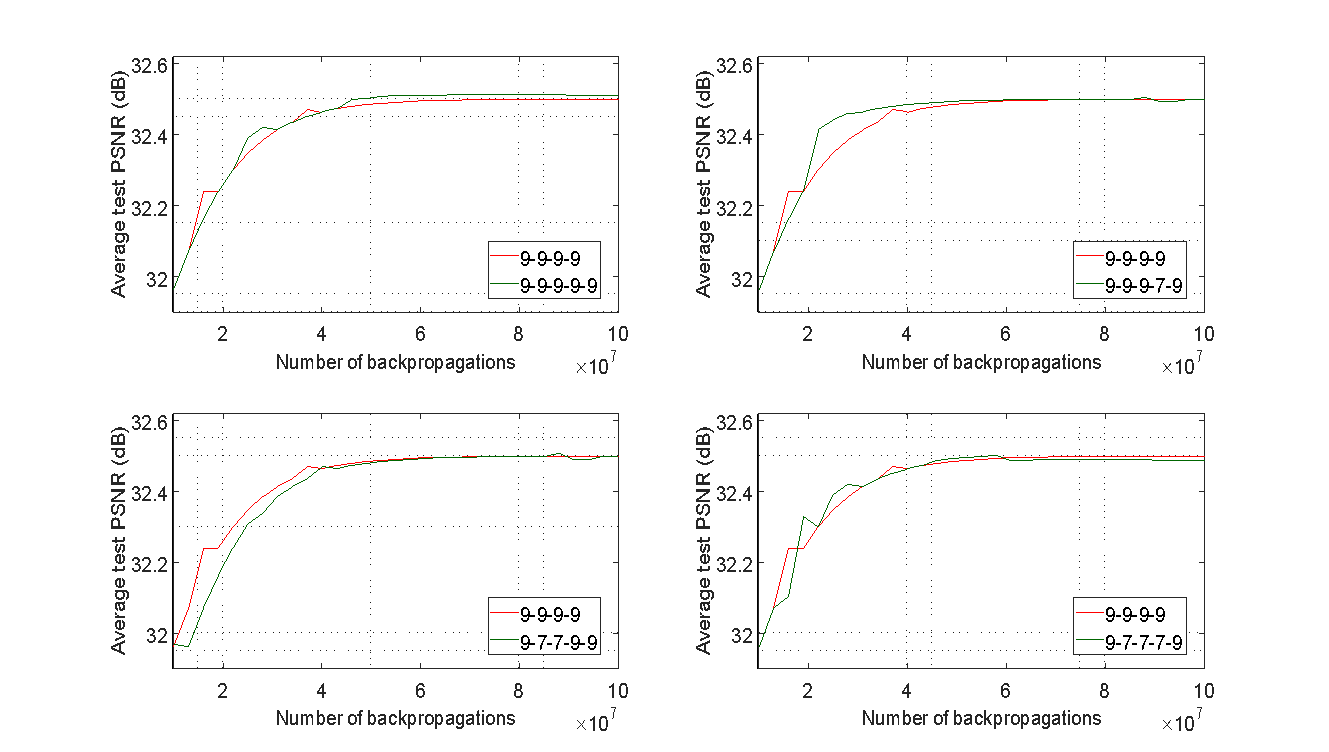 32.6
32.4
32.2
32
Average test PSNR (dB)
9-9-9-9
9-9-9-9-9
2 4 6 8 10
Number of backpropagations
×10^7
32.6
32.4
32.2
32
Average test PSNR (dB)
9-9-9-9
9-9-9-7-9
2 4 6 8 10
Number of backpropagations
×10^7
32.6
32.4
32.2
32
Average test PSNR (dB)
9-9-9-9
9-7-7-9-9
2 4 6 8 10
Number of backpropagations
×10^7
32.6
32.4
32.2
32
Average test PSNR (dB)
9-9-9-9
9-7-7-7-9
2 4 6 8 10
Number of backpropagations
×10^7